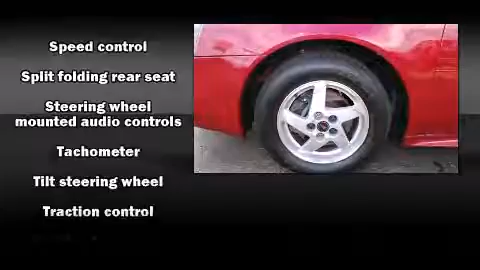 Speed control
Split folding rear seat
Steering wheel
mounted audio controls
Tachometer
Tilt steering wheel
Traction control